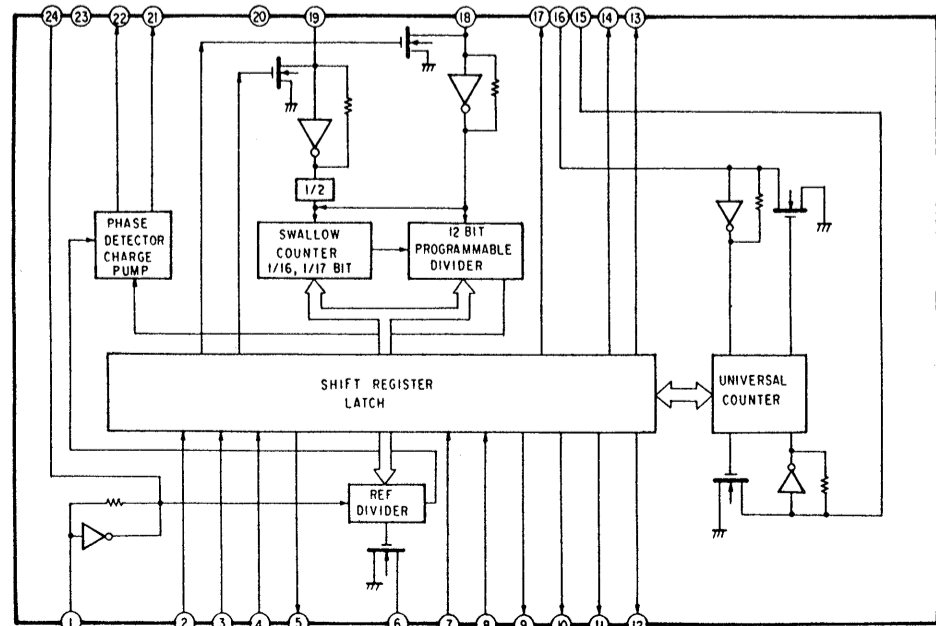 24 23 22 21 20 19 18 17 16 15 14 13
1/2
PHASE
DETECTOR
CHARGE
PUMP
SWALLOW
COUNTER
1/16, 1/17 BIT
12 BIT
PROGRAMMABLE
DIVIDER
SHIFT REGISTER
LATCH
UNIVERSAL
COUNTER
REF
DIVIDER
1 2 3 4 5 6 7 8 9 10 11 12